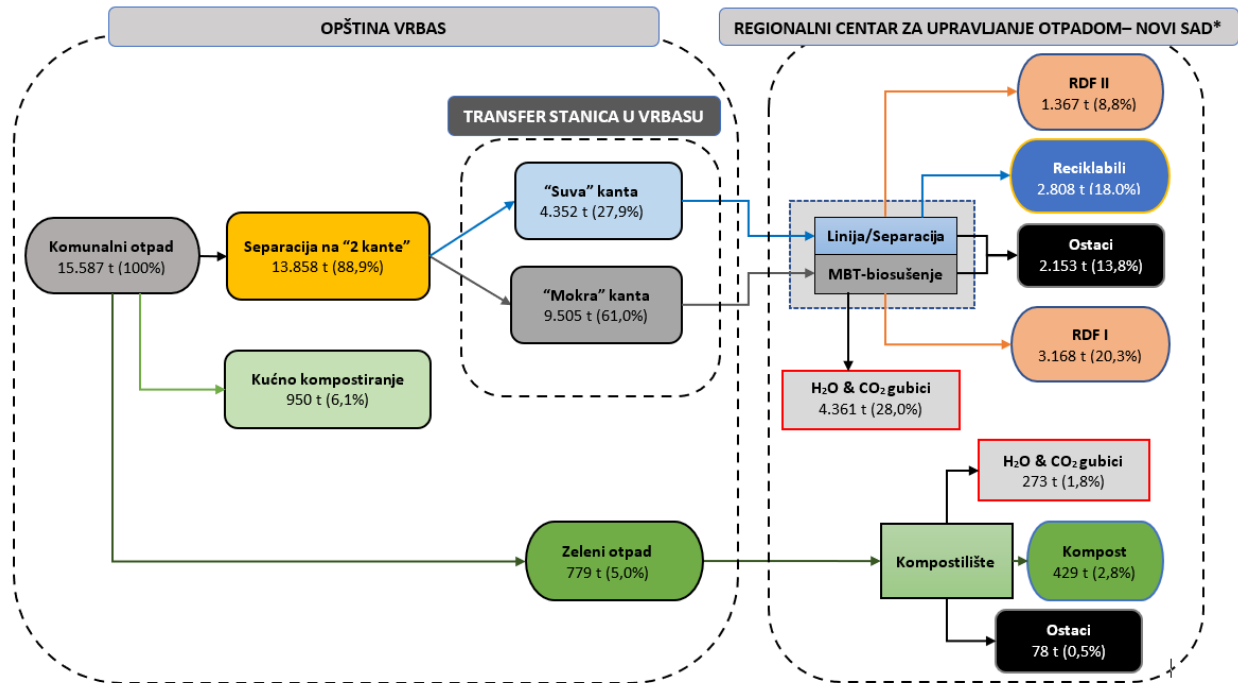 OPŠTINA VRBAS
REGIONALNI CENTAR ZA UPRAVLJANJE OTPADOM– NOVI SAD*
TRANSFER STANICA U VRBASU
Komunalni otpad
15.587 t (100%)
Separacija na “2 kante”
13.858 t (88,9%)
“Suva” kanta
4.352 t (27,9%)
“Mokra” kanta
9.505 t (61,0%)
Kućno kompostiranje
950 t (6,1%)
Zeleni otpad
779 t (5,0%)
RDF II
1.367 t (8,8%)
Reciklabili
2.808 t (18.0%)
Linija/Separacija
MBT-biosušenje
Ostaci
2.153 t (13,8%)
RDF I
3.168 t (20,3%)
H₂O & CO₂ gubici
4.361 t (28,0%)
H₂O & CO₂ gubici
273 t (1,8%)
Kompostilište
Kompost
429 t (2,8%)
Ostaci
78 t (0,5%)